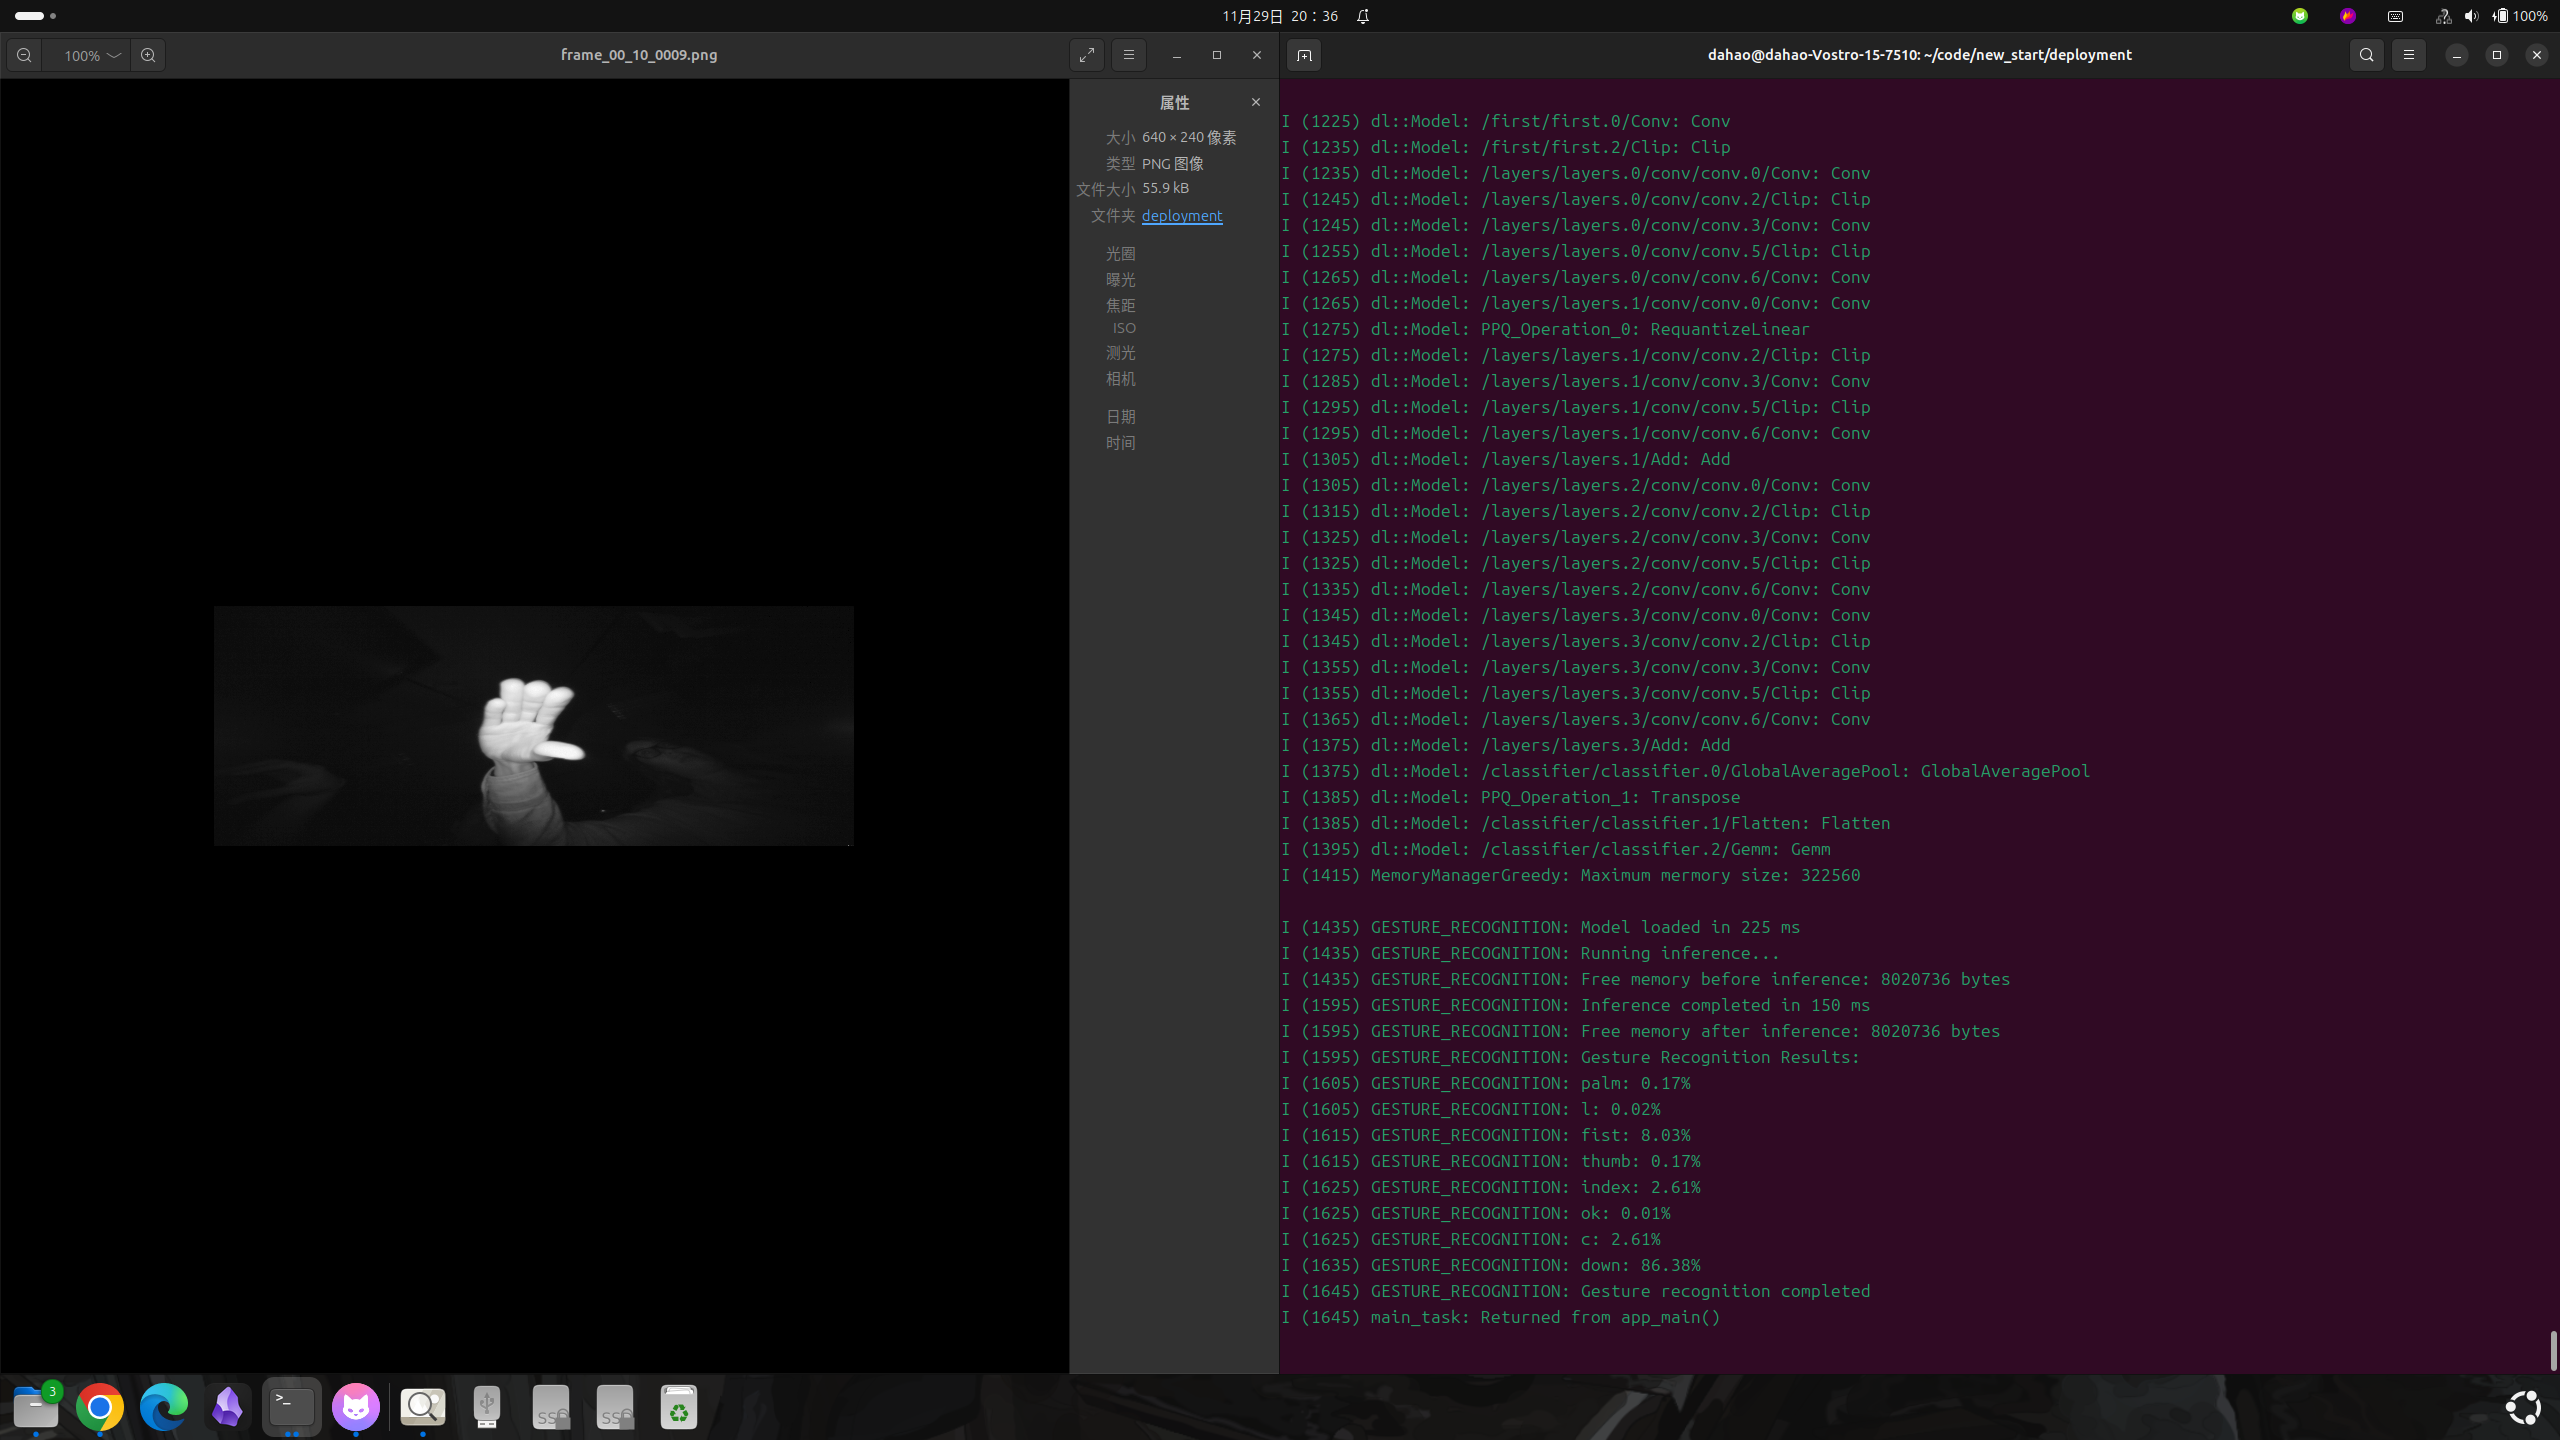 11月29日 20：36
100%
100%
frame_00_10_0009.png
属性
大小 640 × 240 像素
类型 PNG 图像
文件大小 55.9 kB
文件夹 deployment
光圈
曝光
焦距
ISO
测光
相机
日期
时间
dahao@dahao-Vostro-15-7510: ~/code/new_start/deployment
I (1225) dl::Model: /first/first.0/Conv: Conv
I (1235) dl::Model: /first/first.2/Clip: Clip
I (1235) dl::Model: /layers/layers.0/conv/conv.0/Conv: Conv
I (1245) dl::Model: /layers/layers.0/conv/conv.2/Clip: Clip
I (1245) dl::Model: /layers/layers.0/conv/conv.3/Conv: Conv
I (1255) dl::Model: /layers/layers.0/conv/conv.5/Clip: Clip
I (1265) dl::Model: /layers/layers.0/conv/conv.6/Conv: Conv
I (1265) dl::Model: /layers/layers.1/conv/conv.0/Conv: Conv
I (1275) dl::Model: PPQ_Operation_0: RequantizeLinear
I (1275) dl::Model: /layers/layers.1/conv/conv.2/Clip: Clip
I (1285) dl::Model: /layers/layers.1/conv/conv.3/Conv: Conv
I (1295) dl::Model: /layers/layers.1/conv/conv.5/Clip: Clip
I (1295) dl::Model: /layers/layers.1/conv/conv.6/Conv: Conv
I (1305) dl::Model: /layers/layers.1/Add: Add
I (1305) dl::Model: /layers/layers.2/conv/conv.0/Conv: Conv
I (1315) dl::Model: /layers/layers.2/conv/conv.2/Clip: Clip
I (1325) dl::Model: /layers/layers.2/conv/conv.3/Conv: Conv
I (1325) dl::Model: /layers/layers.2/conv/conv.5/Clip: Clip
I (1335) dl::Model: /layers/layers.2/conv/conv.6/Conv: Conv
I (1345) dl::Model: /layers/layers.3/conv/conv.0/Conv: Conv
I (1345) dl::Model: /layers/layers.3/conv/conv.2/Clip: Clip
I (1355) dl::Model: /layers/layers.3/conv/conv.3/Conv: Conv
I (1355) dl::Model: /layers/layers.3/conv/conv.5/Clip: Clip
I (1365) dl::Model: /layers/layers.3/conv/conv.6/Conv: Conv
I (1375) dl::Model: /layers/layers.3/Add: Add
I (1375) dl::Model: /classifier/classifier.0/GlobalAveragePool: GlobalAveragePool
I (1385) dl::Model: PPQ_Operation_1: Transpose
I (1385) dl::Model: /classifier/classifier.1/Flatten: Flatten
I (1395) dl::Model: /classifier/classifier.2/Gemm: Gemm
I (1415) MemoryManagerGreedy: Maximum mermory size: 322560
I (1435) GESTURE_RECOGNITION: Model loaded in 225 ms
I (1435) GESTURE_RECOGNITION: Running inference...
I (1435) GESTURE_RECOGNITION: Free memory before inference: 8020736 bytes
I (1595) GESTURE_RECOGNITION: Inference completed in 150 ms
I (1595) GESTURE_RECOGNITION: Free memory after inference: 8020736 bytes
I (1595) GESTURE_RECOGNITION: Gesture Recognition Results:
I (1605) GESTURE_RECOGNITION: palm: 0.17%
I (1605) GESTURE_RECOGNITION: l: 0.02%
I (1615) GESTURE_RECOGNITION: fist: 8.03%
I (1615) GESTURE_RECOGNITION: thumb: 0.17%
I (1625) GESTURE_RECOGNITION: index: 2.61%
I (1625) GESTURE_RECOGNITION: ok: 0.01%
I (1625) GESTURE_RECOGNITION: c: 2.61%
I (1635) GESTURE_RECOGNITION: down: 86.38%
I (1645) GESTURE_RECOGNITION: Gesture recognition completed
I (1645) main_task: Returned from app_main()
3
>_
SS
SS